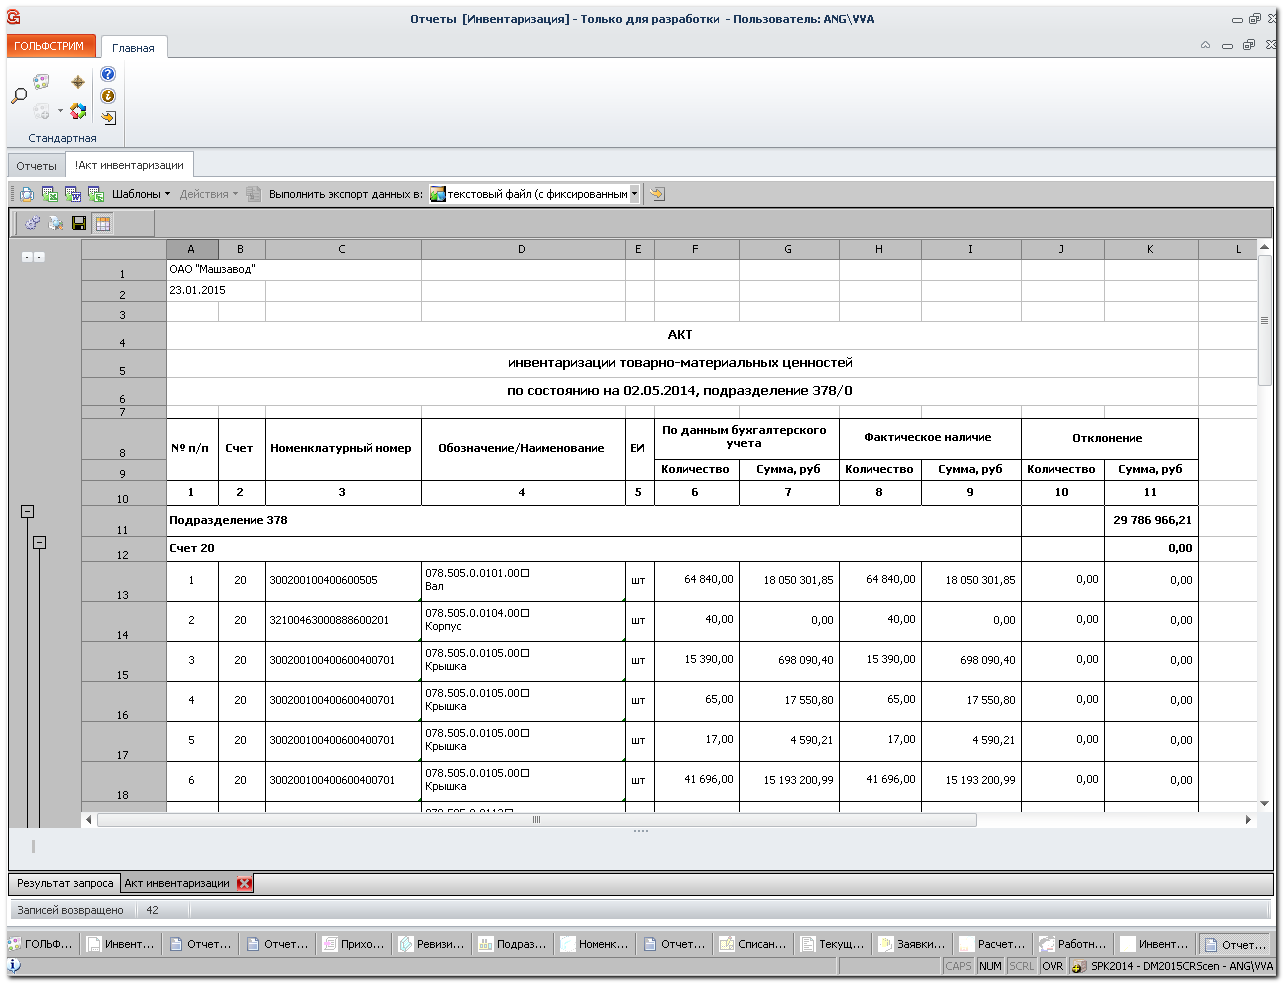 Отчеты [Инвентаризация] - Только для разработки - Пользователь: ANG\VVA
ГОЛЬФСТРИМ Главная
Стандартная
Отчеты !Акт инвентаризации
Шаблоны Действия Выполнить экспорт данных в: текстовый файл (с фиксированным
A B C D E F G H I J K L
1 ОАО "Машзавод"
2 23.01.2015
3
4 АКТ
5 инвентаризации товарно-материальных ценностей
6 по состоянию на 02.05.2014, подразделение 378/0
7
8 № п/п Счет Номенклатурный номер Обозначение/Наименование ЕИ По данным бухгалтерского учета Фактическое наличие Отклонение
9 Количество Сумма, руб Количество Сумма, руб Количество Сумма, руб
10 1 2 3 4 5 6 7 8 9 10 11
11 Подразделение 378 29 786 966,21
12 Счет 20 0,00
13 1 20 300200100400600505 078.505.0.0101.00□ Вал шт 64 840,00 18 050 301,85 64 840,00 18 050 301,85 0,00 0,00
14 2 20 32100463000888600201 078.505.0.0104.00□ Корпус шт 40,00 0,00 40,00 0,00 0,00 0,00
15 3 20 300200100400600400701 078.505.0.0105.00□ Крышка шт 15 390,00 698 090,40 15 390,00 698 090,40 0,00 0,00
16 4 20 300200100400600400701 078.505.0.0105.00□ Крышка шт 65,00 17 550,80 65,00 17 550,80 0,00 0,00
17 5 20 300200100400600400701 078.505.0.0105.00□ Крышка шт 17,00 4 590,21 17,00 4 590,21 0,00 0,00
18 6 20 300200100400600400701 078.505.0.0105.00□ Крышка шт 41 696,00 15 193 200,99 41 696,00 15 193 200,99 0,00 0,00
Результат запроса Акт инвентаризации
Записей возвращено 42
ГОЛЬФ... Инвент... Отчет... Отчет... Прихо... Ревизи... Подраз... Номенк... Отчет... Списан... Текущ... Заявки... Расчет... Работн... Инвент... Отчет...
CAPS NUM SCRL OVR SPK2014 - DM2015CRScen - ANG\VVA